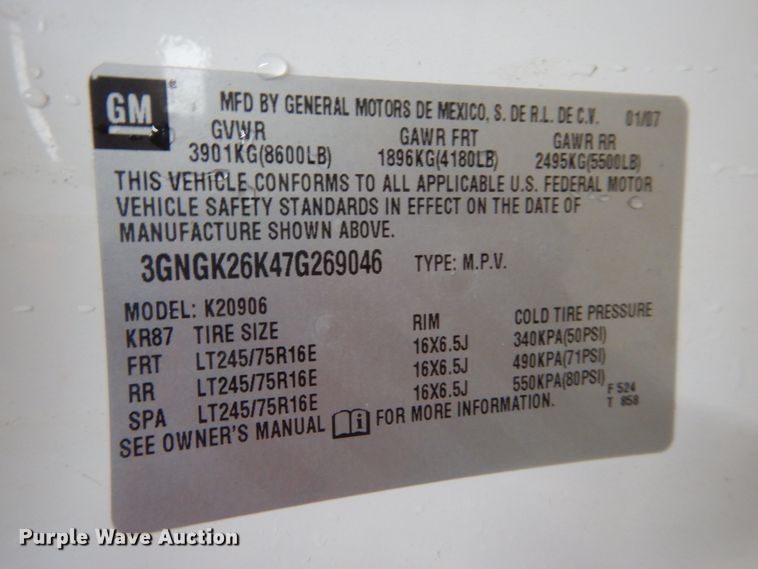 GM ® MFD BY GENERAL MOTORS DE MEXICO, S. DE R.L. DE C.V. 01/07
GVWR GAWR FRT GAWR RR
3901KG(8600LB) 1896KG(4180LB) 2495KG(5500LB)
THIS VEHICLE CONFORMS TO ALL APPLICABLE U.S. FEDERAL MOTOR
VEHICLE SAFETY STANDARDS IN EFFECT ON THE DATE OF
MANUFACTURE SHOWN ABOVE.
3GNGK26K47G269046 TYPE: M.P.V.
MODEL: K20906
KR87 TIRE SIZE RIM COLD TIRE PRESSURE
FRT LT245/75R16E 16X6.5J 340KPA(50PSI)
RR LT245/75R16E 16X6.5J 490KPA(71PSI)
SPA LT245/75R16E 16X6.5J 550KPA(80PSI) F 524
SEE OWNER'S MANUAL i FOR MORE INFORMATION. T 858
Purple Wave Auction